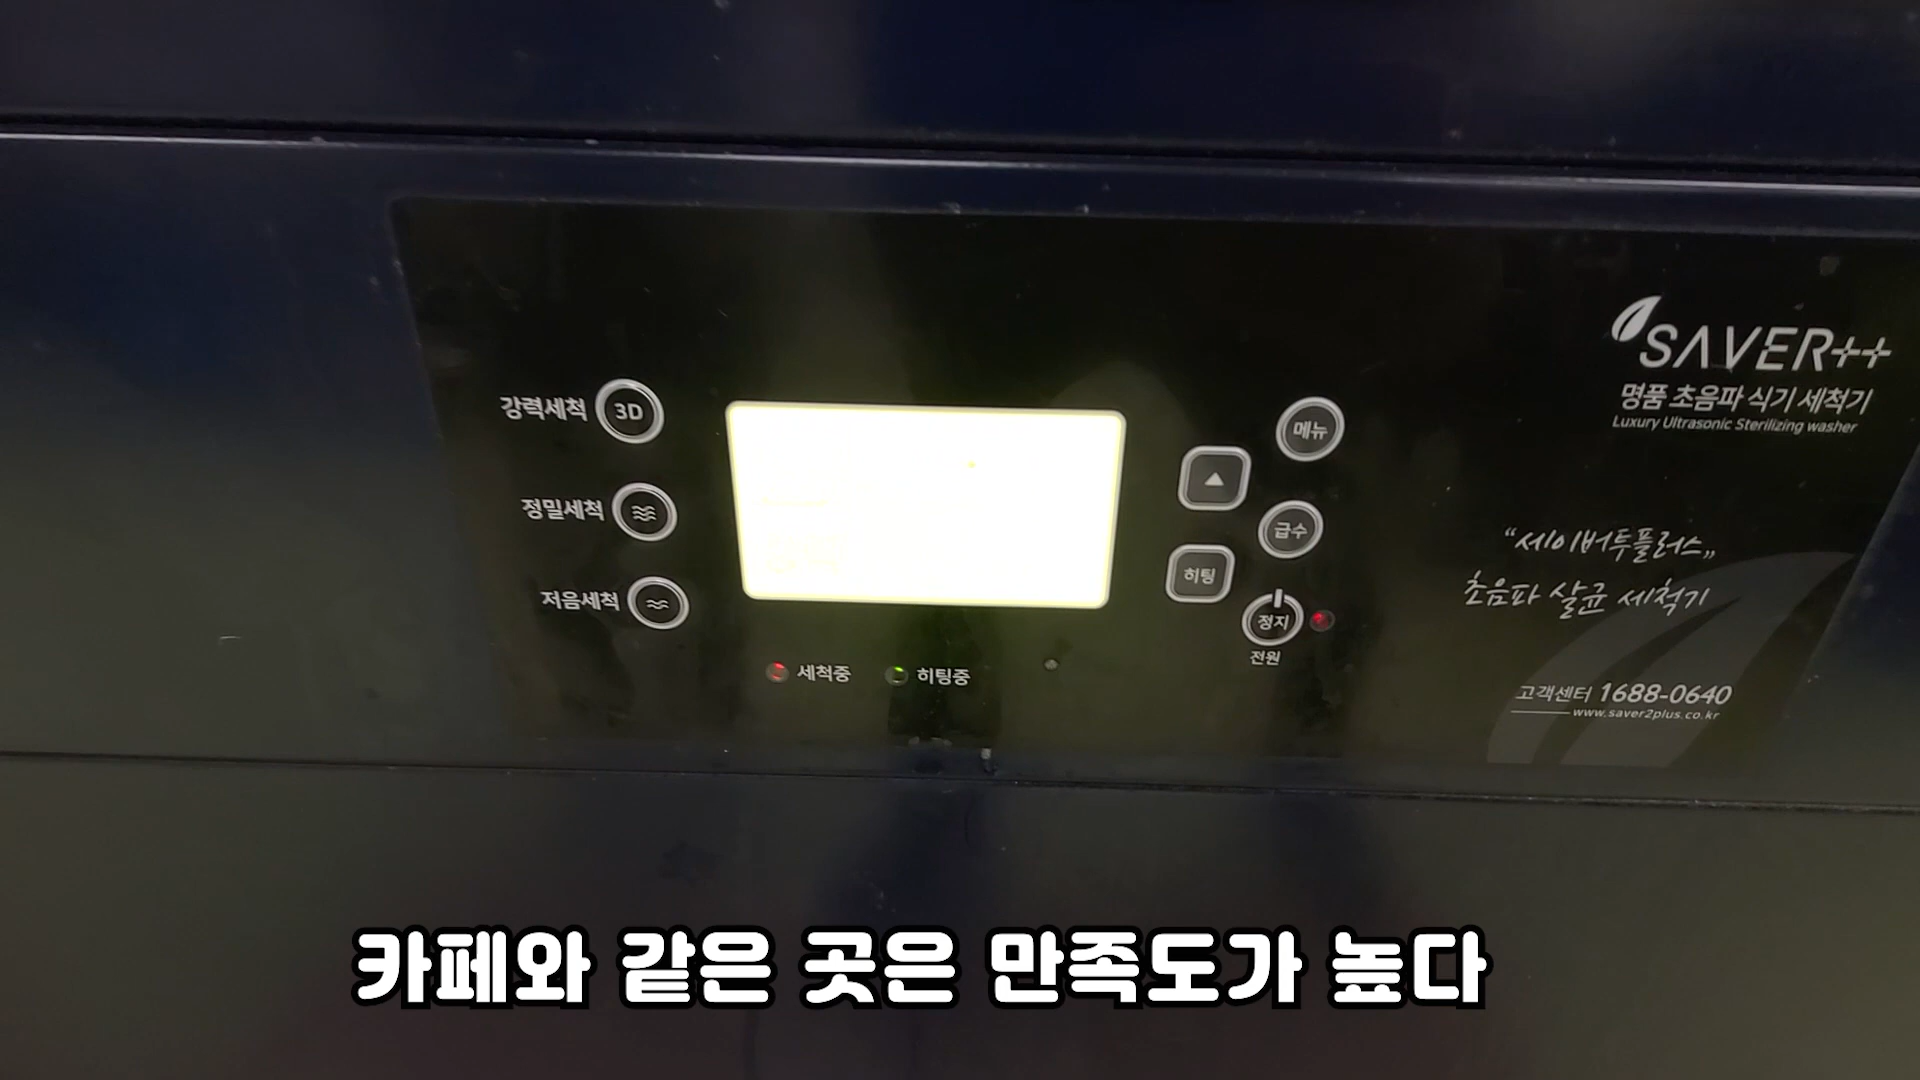 SAVER++
명품 초음파 식기 세척기
Luxury Ultrasonic Sterilizing washer
강력세척 3D
정밀세척
저음세척
메뉴
급수
히팅
정지
전원
세척중
히팅중
“세이버투플러스„
초음파 살균 세척기
고객센터 1688-0640
www.saver2plus.co.kr
카페와 같은 곳은 만족도가 높다